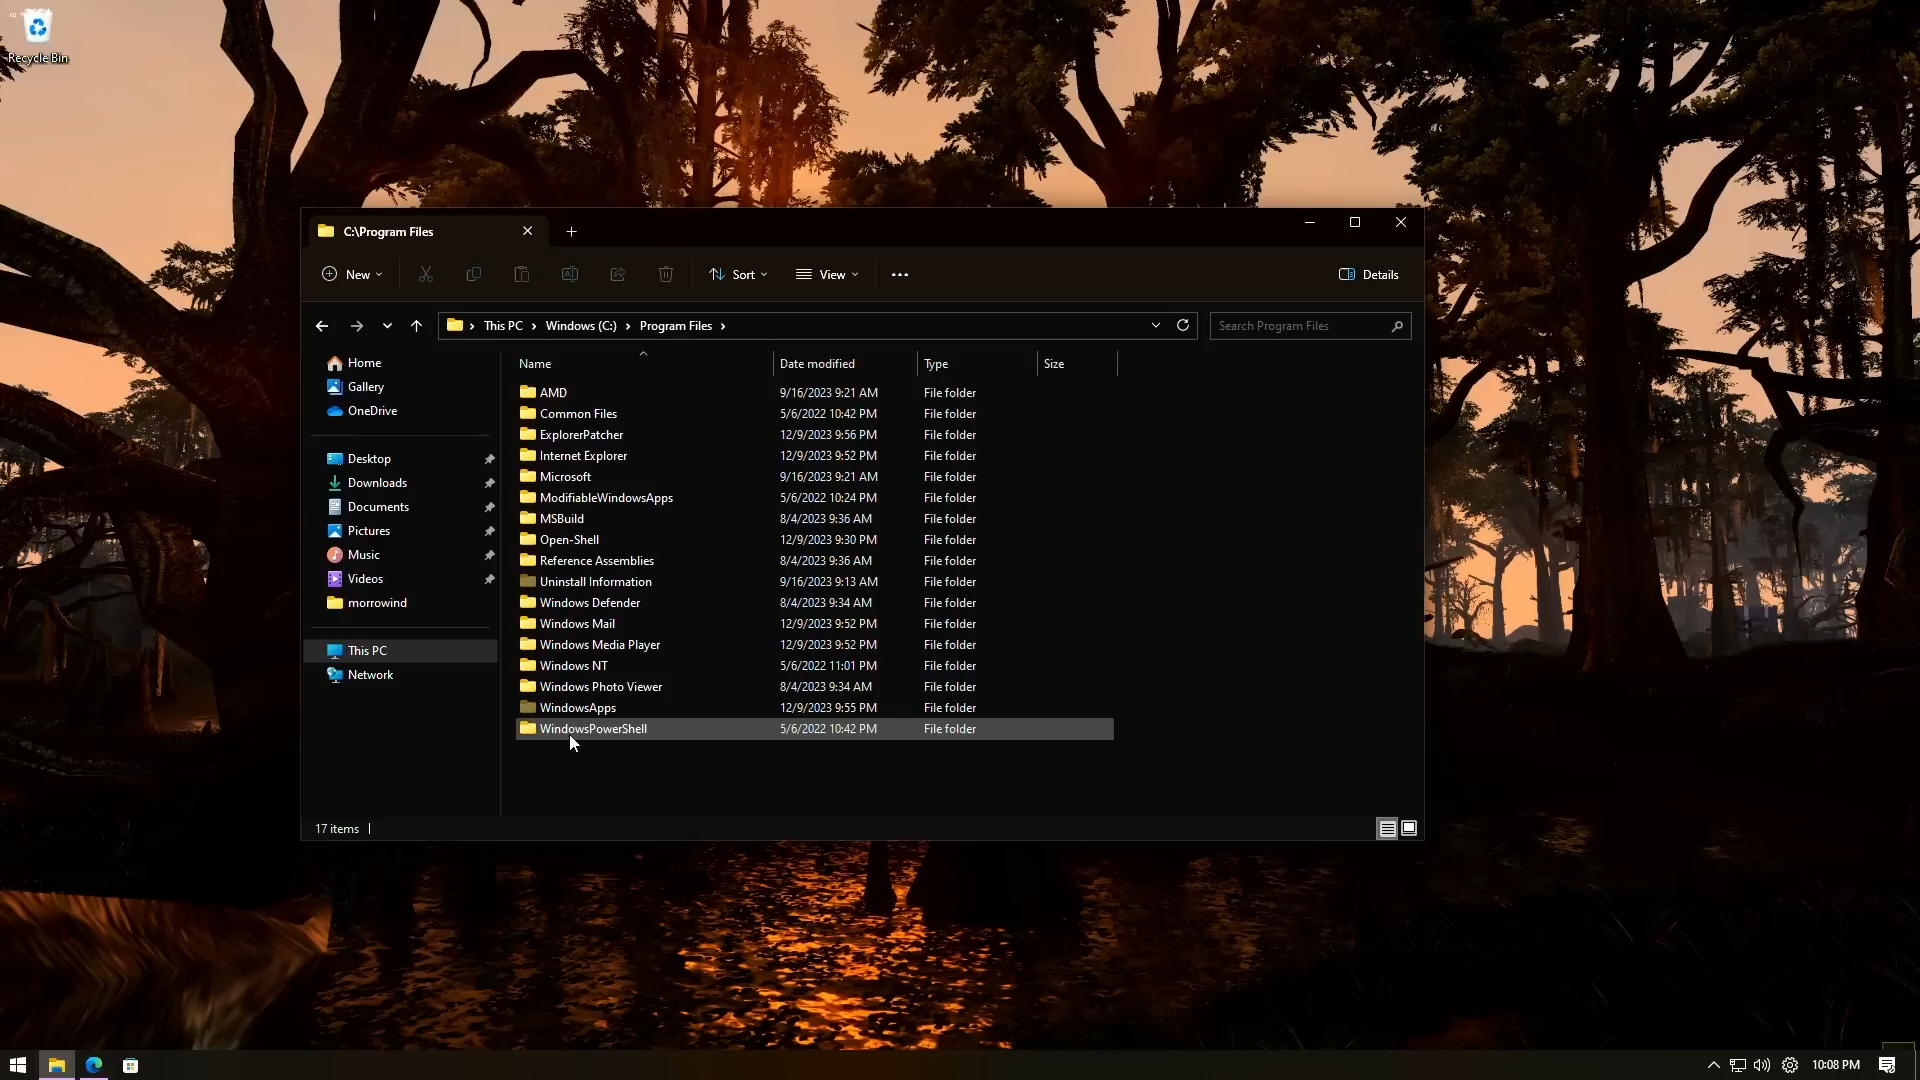 Recycle Bin
C:\Program Files
New
Sort
View
Details
This PC
Windows (C:)
Program Files
Search Program Files
Home
Gallery
OneDrive
Desktop
Downloads
Documents
Pictures
Music
Videos
morrowind
This PC
Network
Name Date modified Type Size
AMD 9/16/2023 9:21 AM File folder
Common Files 5/6/2022 10:42 PM File folder
ExplorerPatcher 12/9/2023 9:56 PM File folder
Internet Explorer 12/9/2023 9:52 PM File folder
Microsoft 9/16/2023 9:21 AM File folder
ModifiableWindowsApps 5/6/2022 10:24 PM File folder
MSBuild 8/4/2023 9:36 AM File folder
Open-Shell 12/9/2023 9:30 PM File folder
Reference Assemblies 8/4/2023 9:36 AM File folder
Uninstall Information 9/16/2023 9:13 AM File folder
Windows Defender 8/4/2023 9:34 AM File folder
Windows Mail 12/9/2023 9:52 PM File folder
Windows Media Player 12/9/2023 9:52 PM File folder
Windows NT 5/6/2022 11:01 PM File folder
Windows Photo Viewer 8/4/2023 9:34 AM File folder
WindowsApps 12/9/2023 9:55 PM File folder
WindowsPowerShell 5/6/2022 10:42 PM File folder
17 items
10:08 PM